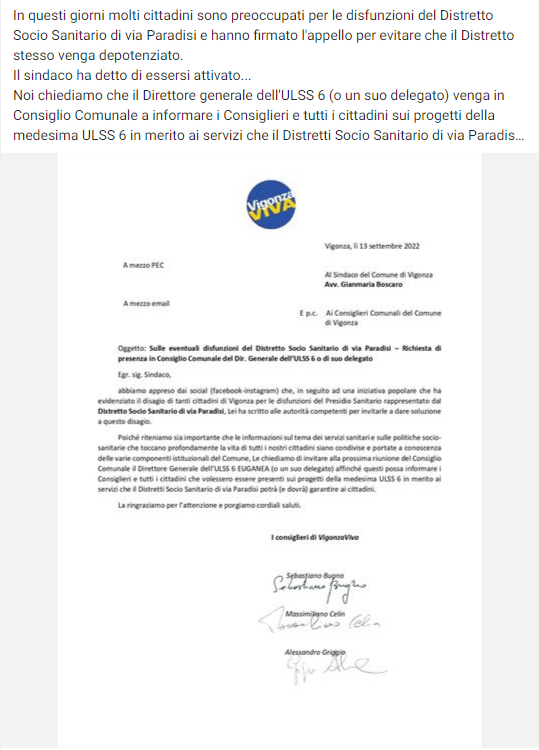 In questi giorni molti cittadini sono preoccupati per le disfunzioni del Distretto
Socio Sanitario di via Paradisi e hanno firmato l'appello per evitare che il Distretto
stesso venga depotenziato.
Il sindaco ha detto di essersi attivato...
Noi chiediamo che il Direttore generale dell'ULSS 6 (o un suo delegato) venga in
Consiglio Comunale a informare i Consiglieri e tutti i cittadini sui progetti della
medesima ULSS 6 in merito ai servizi che il Distretti Socio Sanitario di via Paradis...
Vigonza
VIVA
Vigonza, lì 13 settembre 2022
A mezzo PEC
Al Sindaco del Comune di Vigonza
Avv. Gianmaria Boscaro
A mezzo email
E p.c. Ai Consiglieri Comunali del Comune
di Vigonza
Oggetto: Sulle eventuali disfunzioni del Distretto Socio Sanitario di via Paradisi – Richiesta di
presenza in Consiglio Comunale del Dir. Generale dell'ULSS 6 o di suo delegato
Egr. sig. Sindaco,
abbiamo appreso dai social (facebook-instagram) che, in seguito ad una iniziativa popolare che ha
evidenziato il disagio di tanti cittadini di Vigonza per le disfunzioni del Presidio Sanitario rappresentato dal
Distretto Socio Sanitario di via Paradisi, Lei ha scritto alle autorità competenti per invitarle a dare soluzione
a questo disagio.
Poiché riteniamo sia importante che le informazioni sul tema dei servizi sanitari e sulle politiche socio-
sanitarie che toccano profondamente la vita di tutti i nostri cittadini siano condivise e portate a conoscenza
delle varie componenti istituzionali del Comune, Le chiediamo di invitare alla prossima riunione del Consiglio
Comunale il Direttore Generale dell'ULSS 6 EUGANEA (o un suo delegato) affinché questi possa informare i
Consiglieri e tutti i cittadini che volessero essere presenti sui progetti della medesima ULSS 6 in merito ai
servizi che il Distretti Socio Sanitario di via Paradisi potrà (e dovrà) garantire ai cittadini.
La ringraziamo per l'attenzione e porgiamo cordiali saluti.
I consiglieri di VigonzaViva
Sebastiano Bugno
Sebastiano Bugno
Massimiliano Celin
Massimiliano Celin
Alessandro Griggio